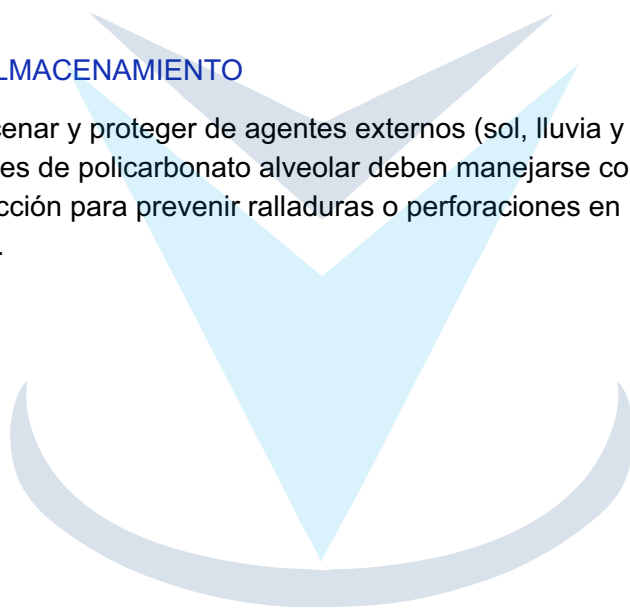 LMACENAMIENTO
enar y proteger de agentes externos (sol, lluvia y
es de policarbonato alveolar deben manejarse co
cción para prevenir ralladuras o perforaciones en
.